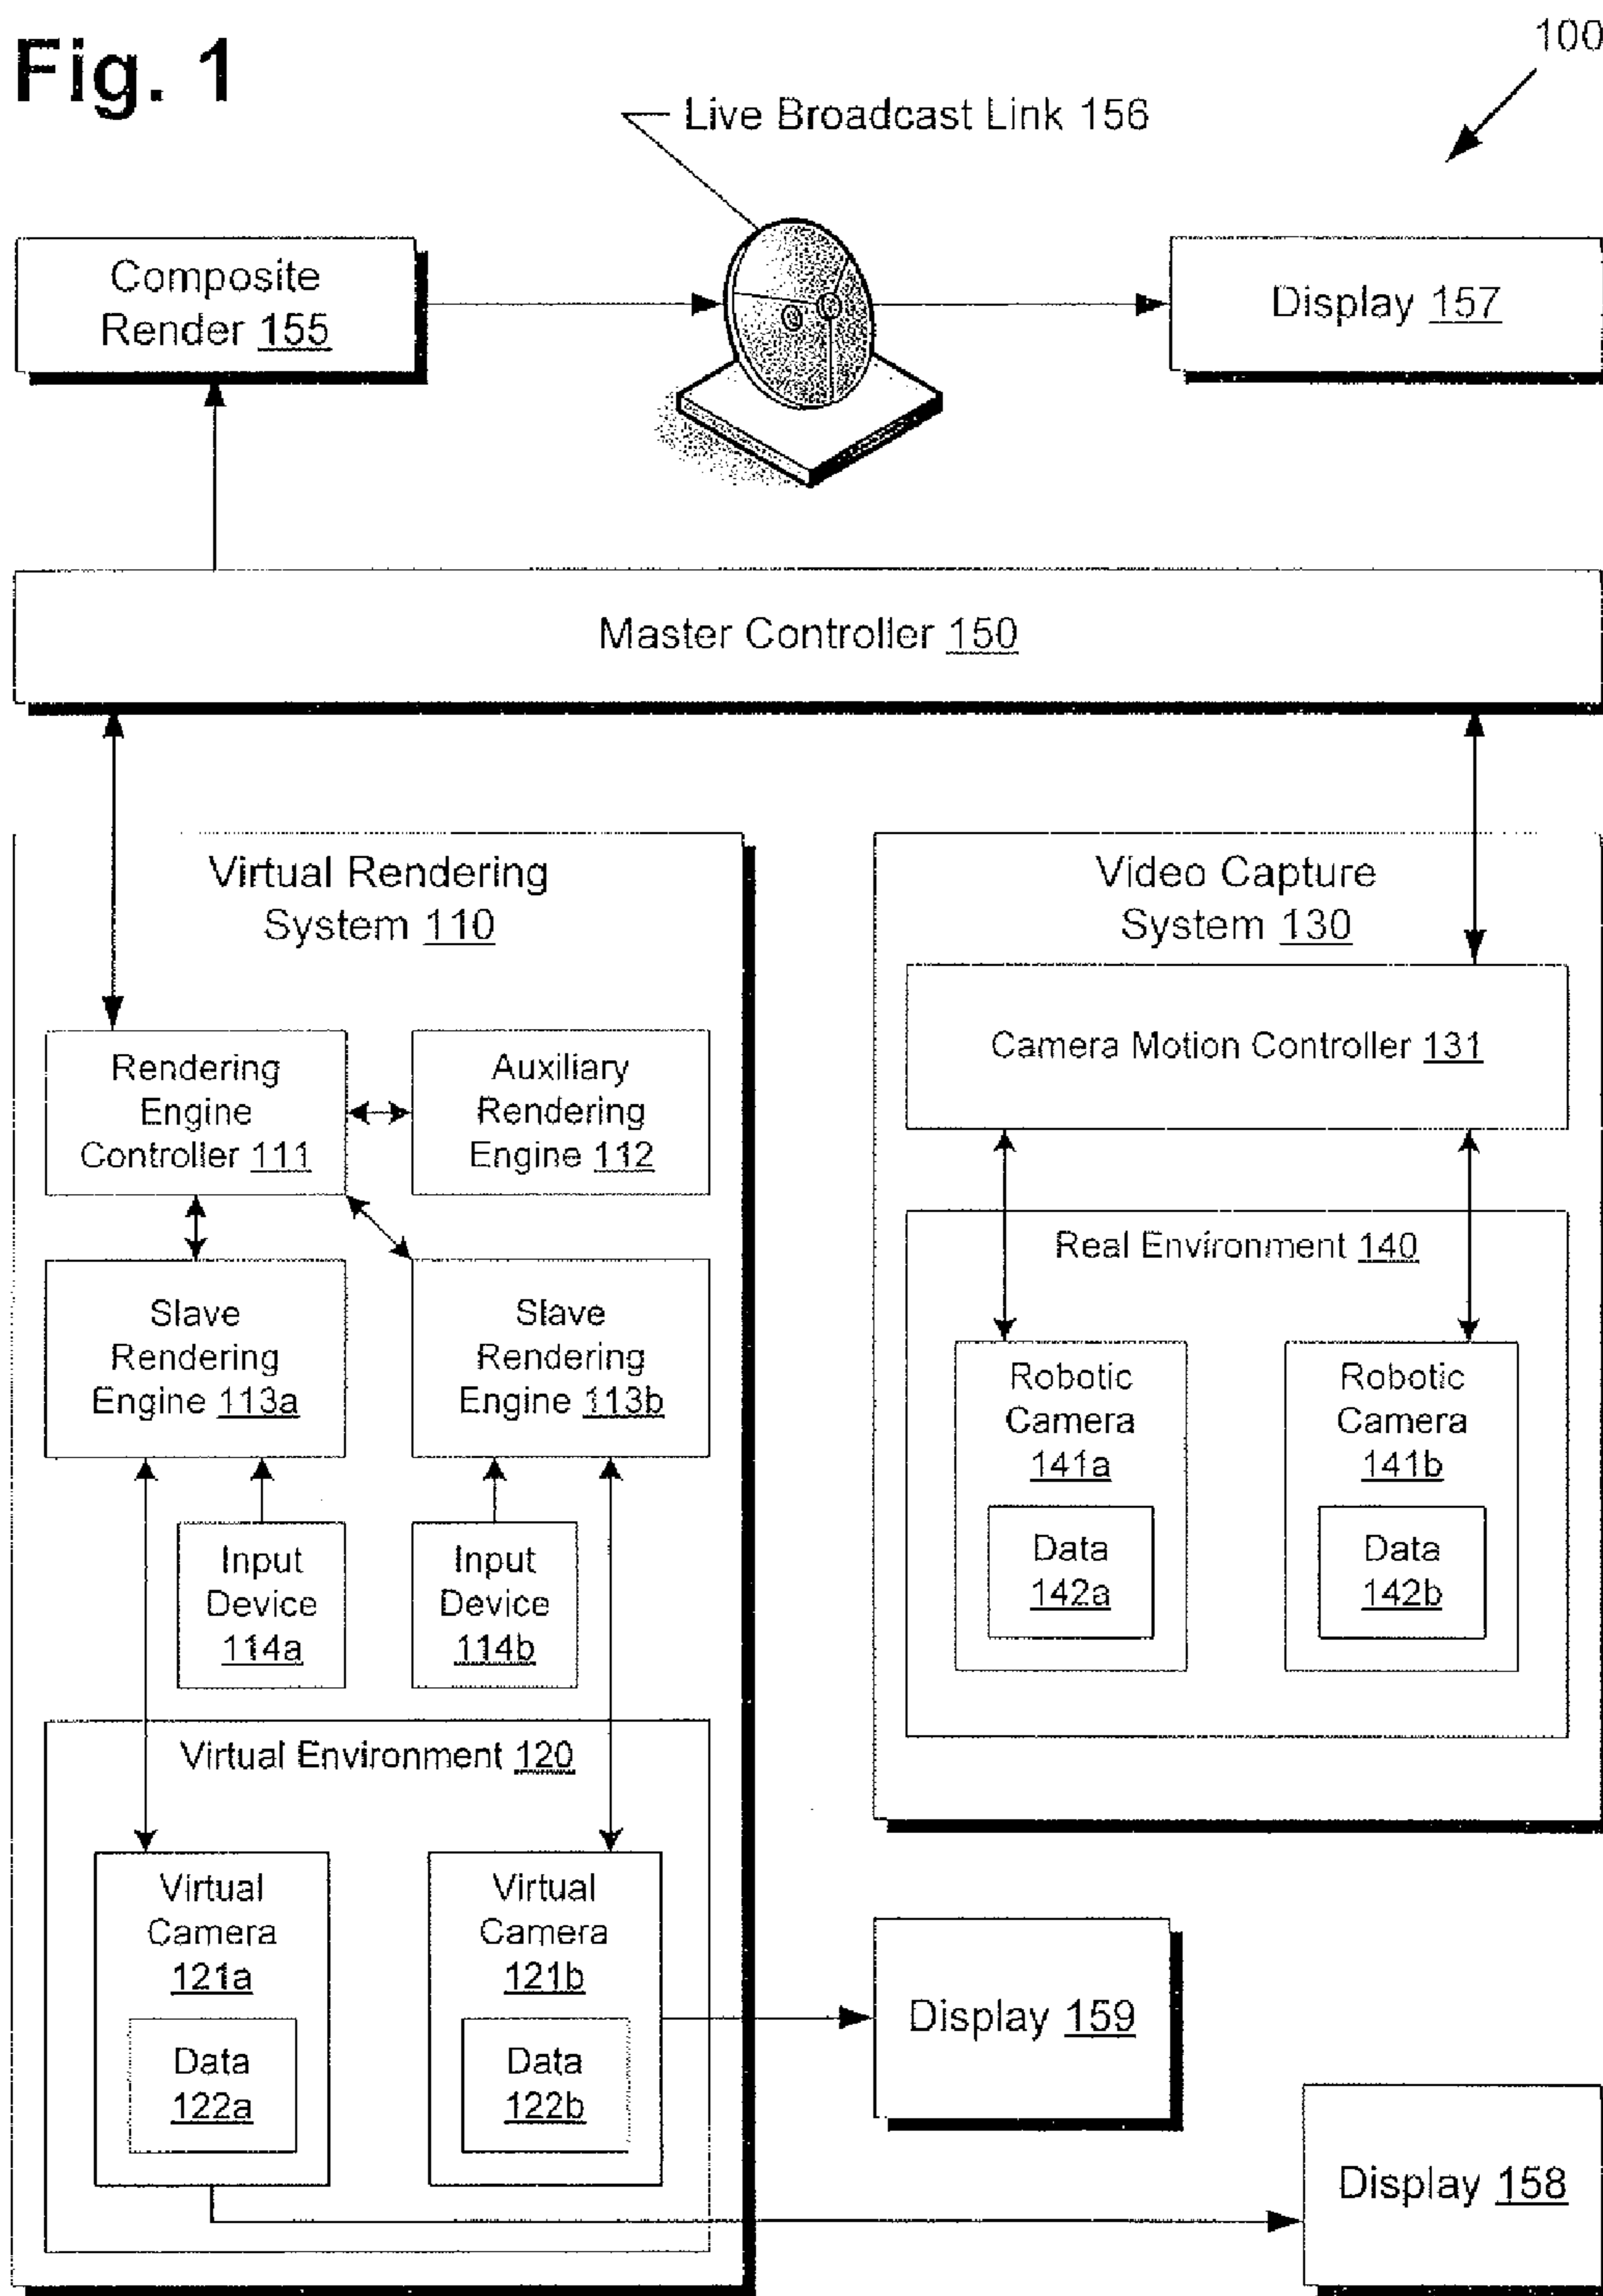 Fig. 1
100
Live Broadcast Link 156
Composite
Render 155
Display 157
Master Controller 150
Virtual Rendering
System 110
Video Capture
System 130
Rendering
Engine
Controller 111
Auxiliary
Rendering
Engine 112
Camera Motion Controller 131
Slave
Rendering
Engine 113a
Slave
Rendering
Engine 113b
Real Environment 140
Robotic
Camera
141a
Data
142a
Robotic
Camera
141b
Data
142b
Input
Device
114a
Input
Device
114b
Virtual Environment 120
Virtual
Camera
121a
Data
122a
Virtual
Camera
121b
Data
122b
Display 159
Display 158